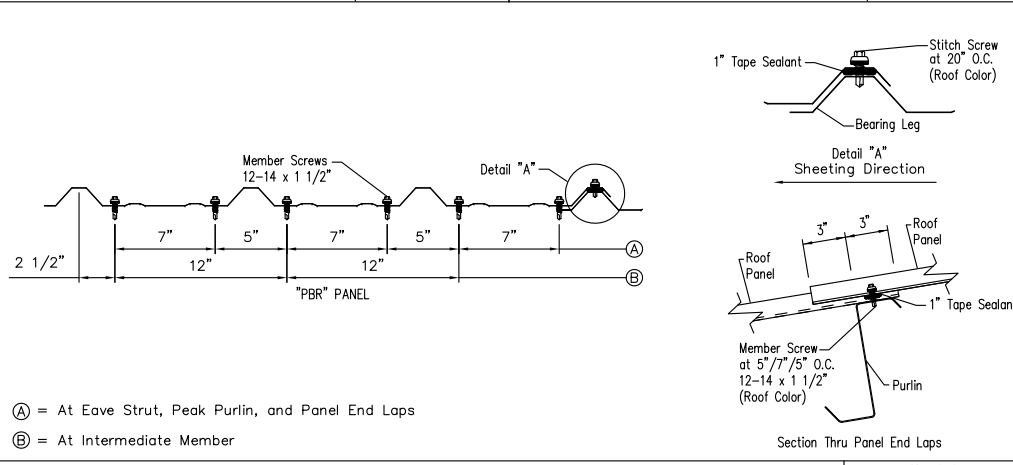 Stitch Screw
at 20" O.C.
(Roof Color)
1" Tape Sealant
Bearing Leg
Detail "A"
Sheeting Direction
Member Screws
12-14 x 1 1/2"
Detail "A"
7"
5"
7"
5"
7"
A
2 1/2"
12"
12"
B
"PBR" PANEL
3"
3"
Roof
Panel
Roof
Panel
1" Tape Sealan
Member Screw
at 5"/7"/5" O.C.
12-14 x 1 1/2"
(Roof Color)
Purlin
Section Thru Panel End Laps
A = At Eave Strut, Peak Purlin, and Panel End Laps
B = At Intermediate Member